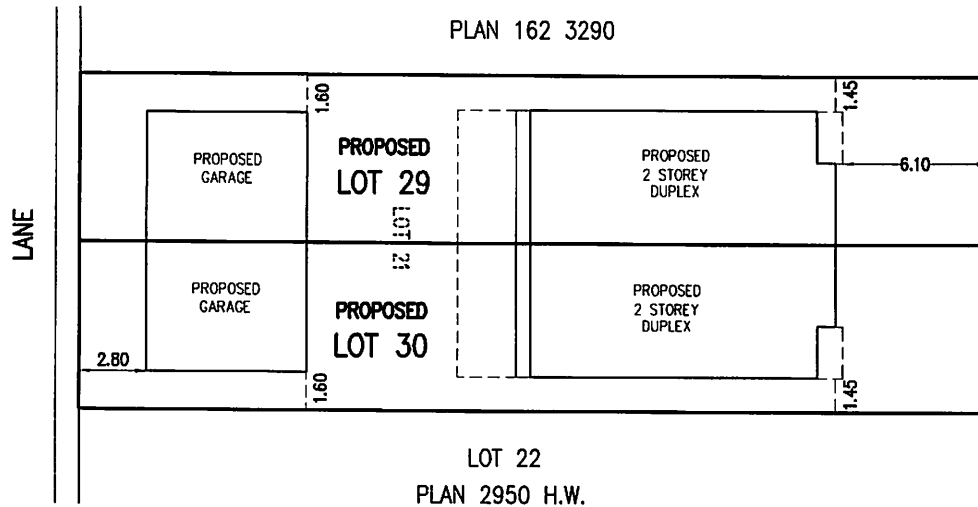 PLAN 162 3290
1.60
1.45
PROPOSED
GARAGE
PROPOSED
LOT 29
PROPOSED
2 STOREY
DUPLEX
6.10
LANE
LOT 21
PROPOSED
GARAGE
PROPOSED
LOT 30
PROPOSED
2 STOREY
DUPLEX
2.80
1.60
1.45
LOT 22
PLAN 2950 H.W.